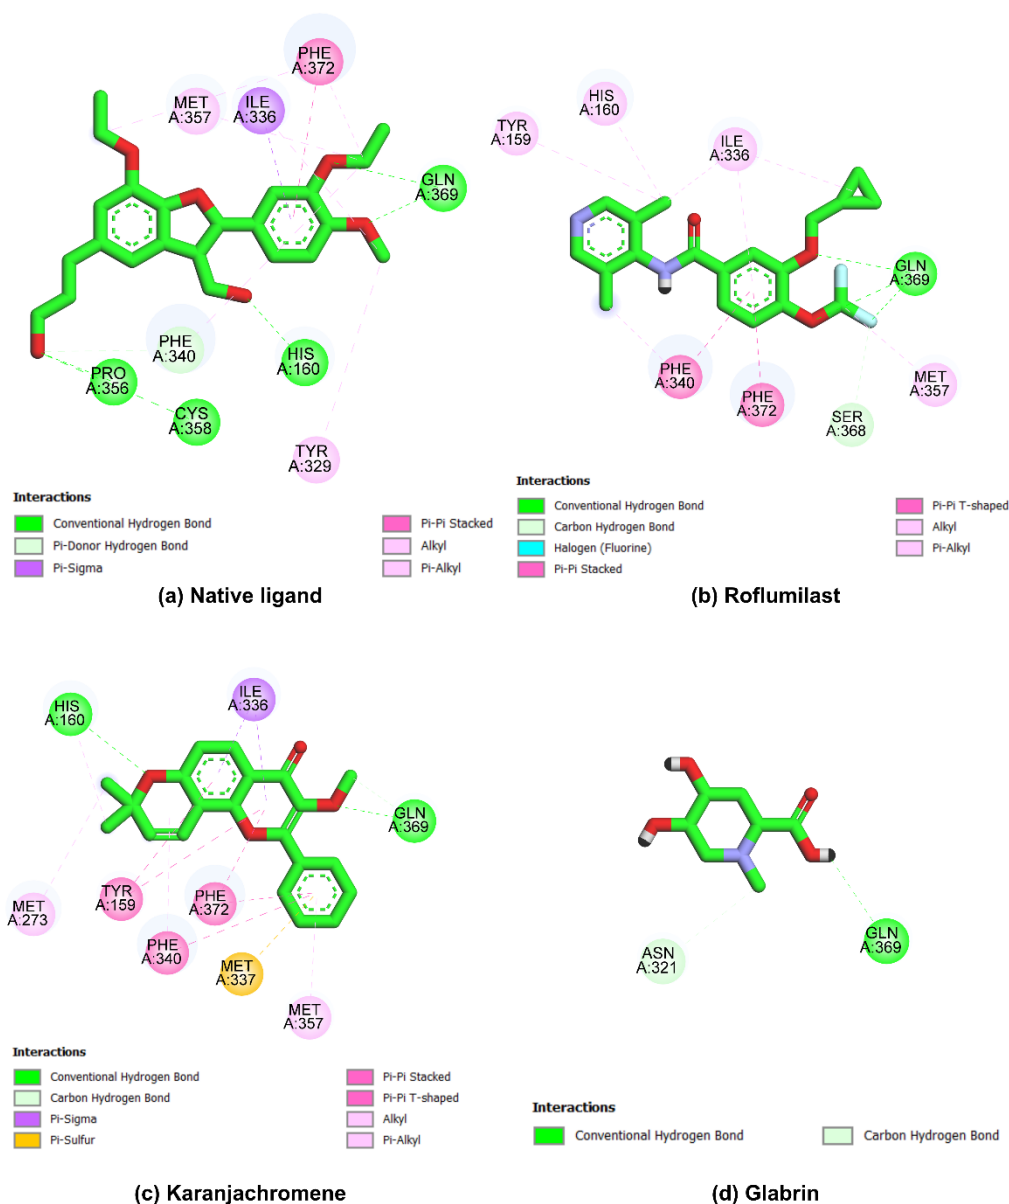 PHE
A:372
MET
A:357
ILE
A:336
GLN
A:369
PHE
A:340
HIS
A:160
PRO
A:356
CYS
A:358
TYR
A:329
Interactions
Conventional Hydrogen Bond
Pi-Donor Hydrogen Bond
Pi-Sigma
Pi-Pi Stacked
Alkyl
Pi-Alkyl
(a) Native ligand
HIS
A:160
TYR
A:159
ILE
A:336
GLN
A:369
PHE
A:340
PHE
A:372
MET
A:357
SER
A:368
Interactions
Conventional Hydrogen Bond
Carbon Hydrogen Bond
Halogen (Fluorine)
Pi-Pi Stacked
Pi-Pi T-shaped
Alkyl
Pi-Alkyl
(b) Roflumilast
ILE
A:336
HIS
A:160
GLN
A:369
TYR
A:159
PHE
A:372
MET
A:273
PHE
A:340
MET
A:337
MET
A:357
Interactions
Conventional Hydrogen Bond
Carbon Hydrogen Bond
Pi-Sigma
Pi-Sulfur
Pi-Pi Stacked
Pi-Pi T-shaped
Alkyl
Pi-Alkyl
(c) Karanjachromene
GLN
A:369
ASN
A:321
Interactions
Conventional Hydrogen Bond
Carbon Hydrogen Bond
(d) Glabrin